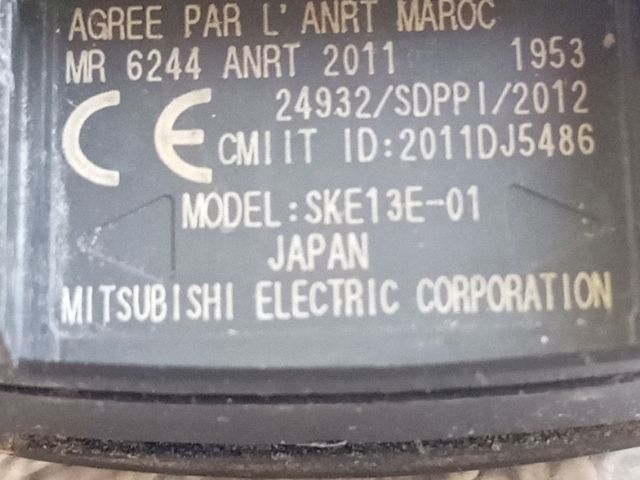 AGREE PAR L' ANRT MAROC
MR 6244 ANRT 2011 1953
24932/SDPPI/2012
CE CMIIT ID:2011DJ5486
MODEL:SKE13E-01
JAPAN
MITSUBISHI ELECTRIC CORPORATION